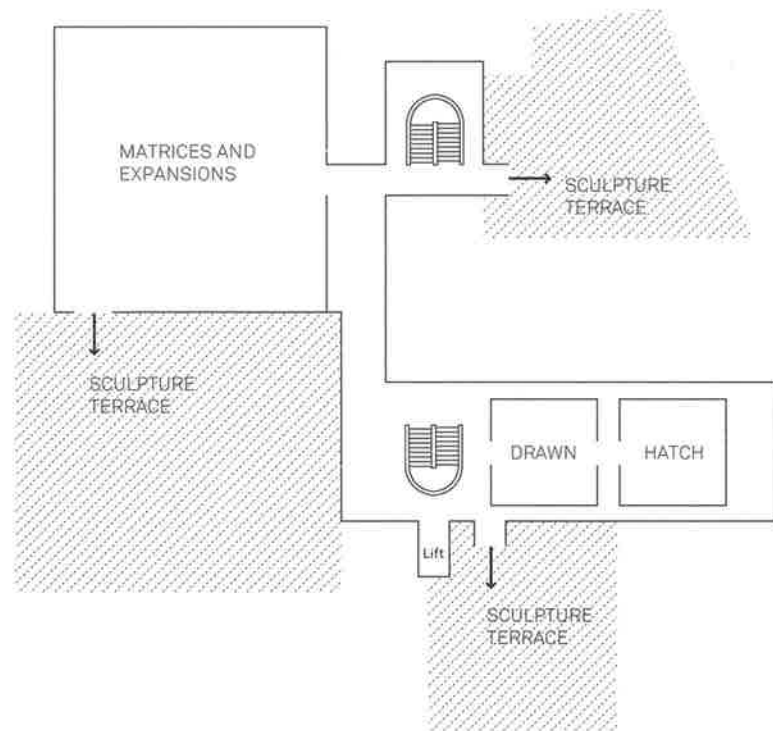 MATRICES AND
EXPANSIONS
SCULPTURE
TERRACE
SCULPTURE
TERRACE
DRAWN
HATCH
Lift
SCULPTURE
TERRACE